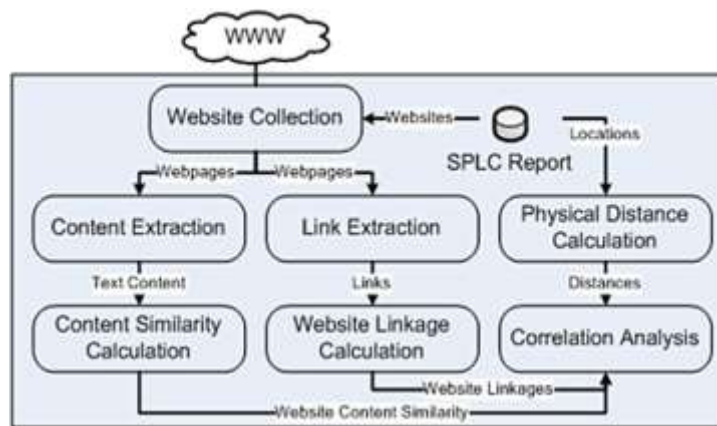 WWW
Website Collection
Websites
SPLC Report
Locations
Webpages
Webpages
Content Extraction
Link Extraction
Physical Distance
Calculation
Text Content
Links
Distances
Content Similarity
Calculation
Website Linkage
Calculation
Correlation Analysis
Website Linkages
Website Content Similarity